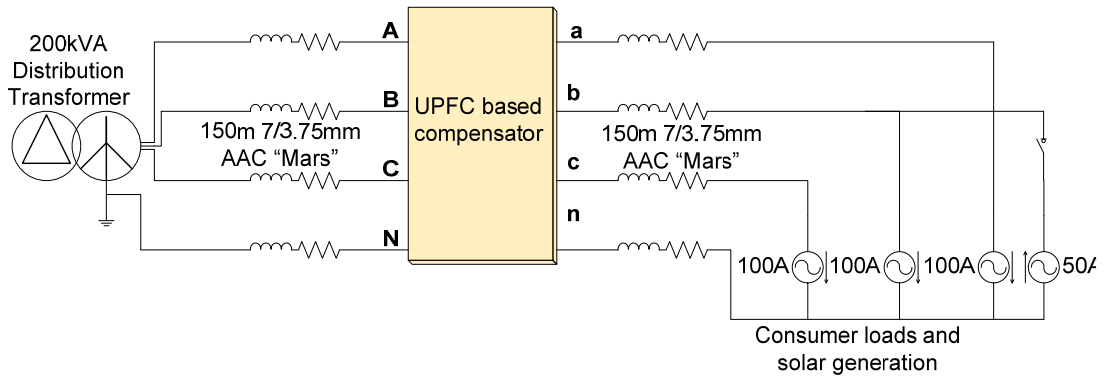 200kVA
Distribution
Transformer
A
B
C
N
150m 7/3.75mm
AAC “Mars”
UPFC based
compensator
a
b
c
n
150m 7/3.75mm
AAC “Mars”
100A
100A
100A
50A
Consumer loads and
solar generation